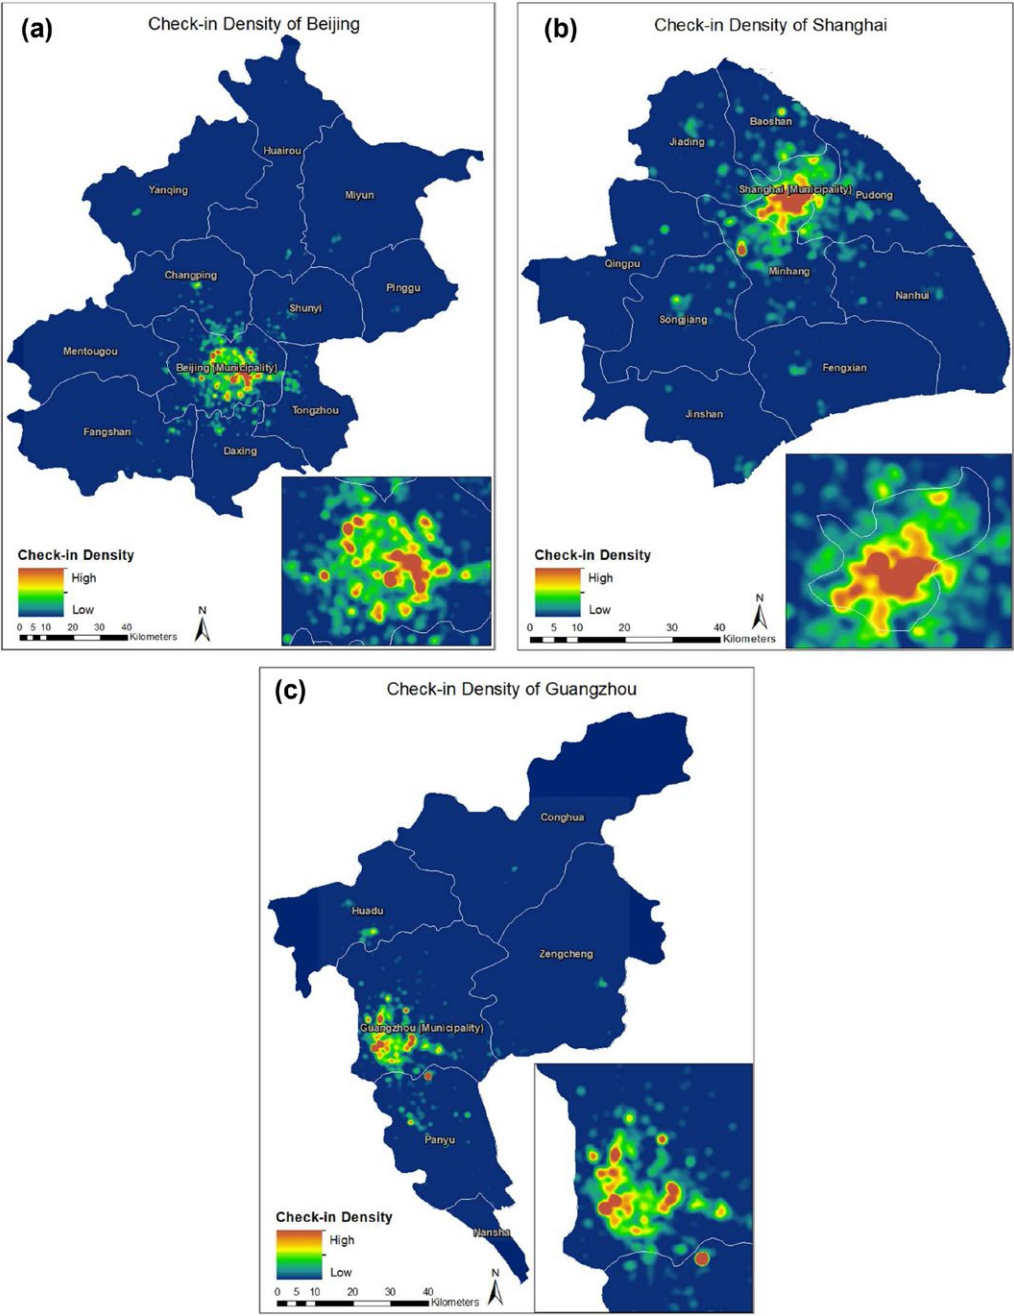 (a)
Check-in Density of Beijing
Huairou
Yanqing
Miyun
Changping
Pinggu
Shunyi
Mentougou
Beijing (Municipality)
Tongzhou
Fangshan
Daxing
Check-in Density
High
Low
N
0 5 10 20 30 40
Kilometers
(b)
Check-in Density of Shanghai
Baoshan
Jiading
Shanghai (Municipality)
Pudong
Qingpu
Minhang
Nanhui
Songjiang
Fengxian
Jinshan
Check-in Density
High
Low
N
0 5 10 20 30 40
Kilometers
(c)
Check-in Density of Guangzhou
Conghua
Huadu
Zengcheng
Guangzhou (Municipality)
Panyu
Nansha
Check-in Density
High
Low
N
0 5 10 20 30 40
Kilometers